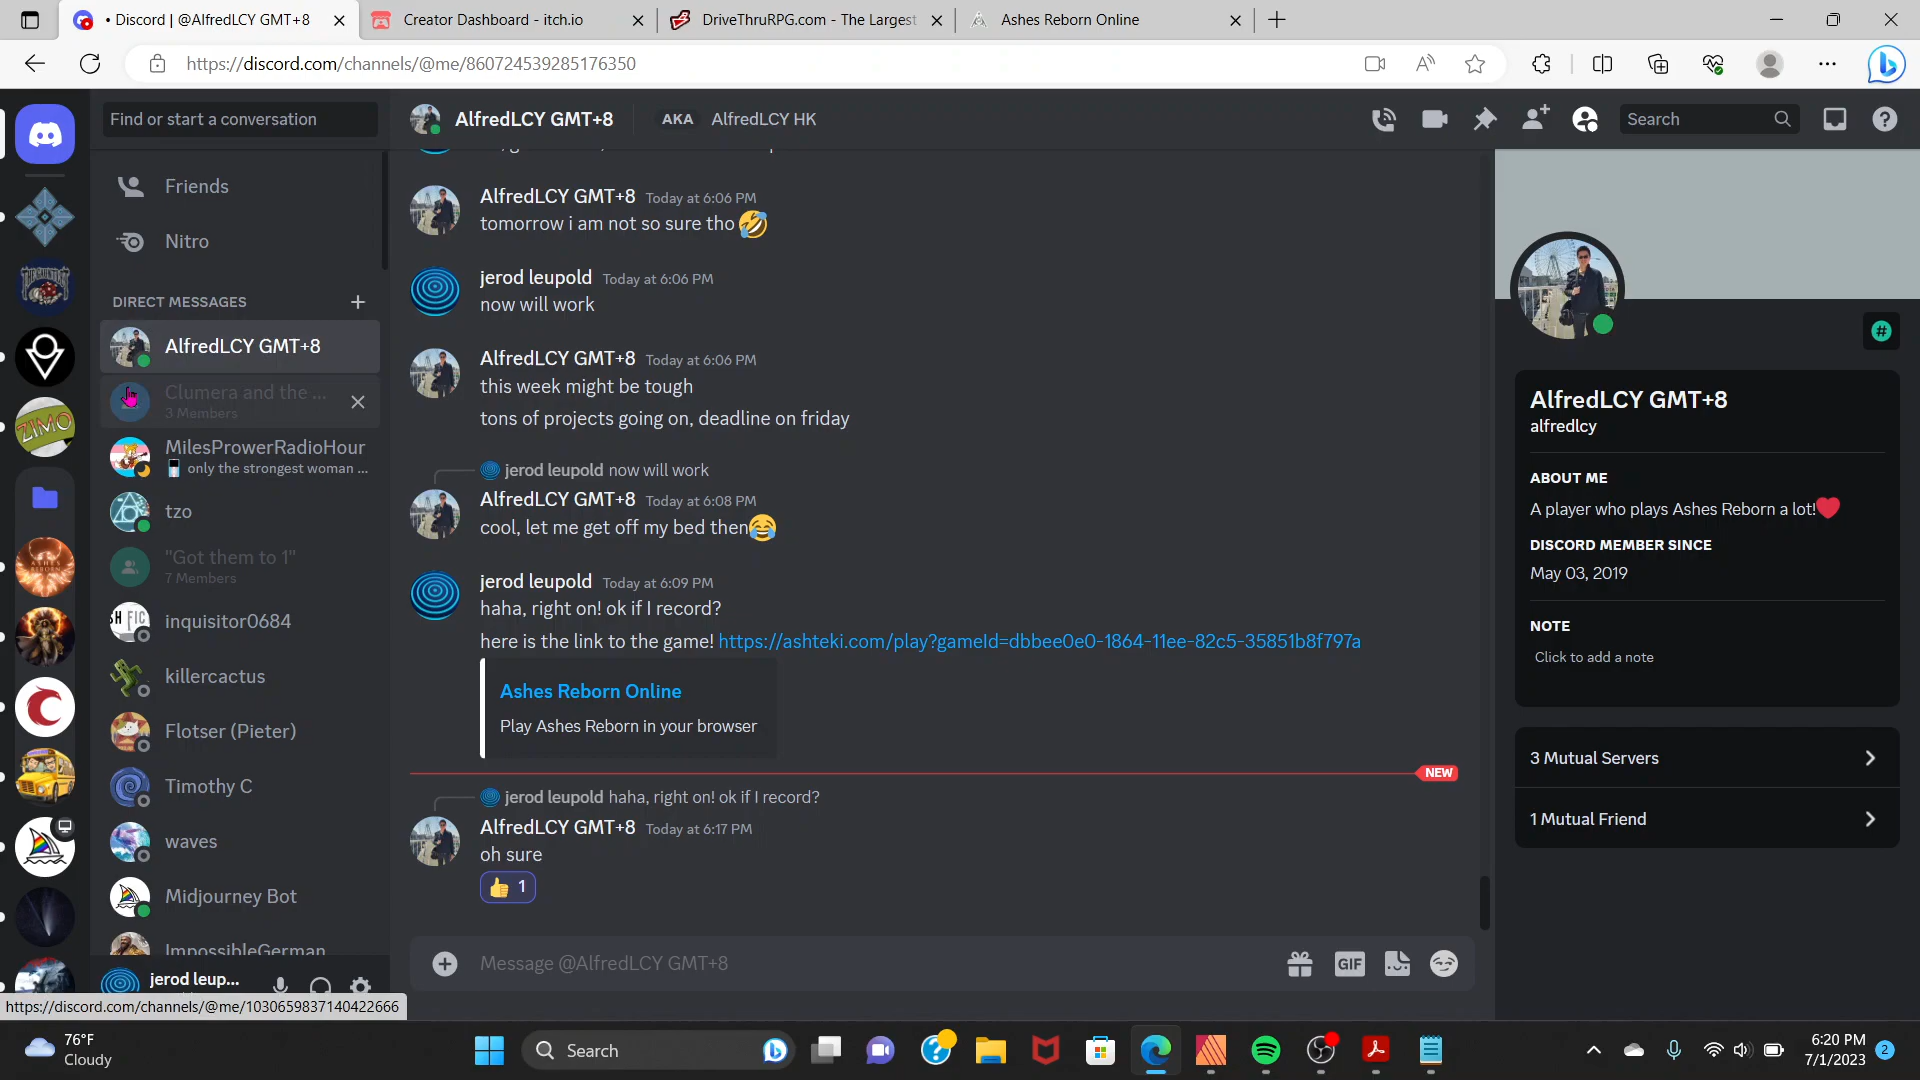 • Discord | @AlfredLCY GMT+8
Creator Dashboard - itch.io
DriveThruRPG.com - The Largest
Ashes Reborn Online
https://discord.com/channels/@me/860724539285176350
Find or start a conversation
AlfredLCY GMT+8
AKA
AlfredLCY HK
Search
Friends
Nitro
DIRECT MESSAGES
AlfredLCY GMT+8
Clumera and the ...
3 Members
MilesProwerRadioHour
only the strongest woman ...
tzo
"Got them to 1"
7 Members
inquisitor0684
killercactus
Flotser (Pieter)
Timothy C
waves
Midjourney Bot
ImpossibleGerman
jerod leup...
https://discord.com/channels/@me/1030659837140422666
ZIMO
AlfredLCY GMT+8 Today at 6:06 PM
tomorrow i am not so sure tho 🤣
jerod leupold Today at 6:06 PM
now will work
AlfredLCY GMT+8 Today at 6:06 PM
this week might be tough
tons of projects going on, deadline on friday
jerod leupold now will work
AlfredLCY GMT+8 Today at 6:08 PM
cool, let me get off my bed then😂
jerod leupold Today at 6:09 PM
haha, right on! ok if I record?
here is the link to the game! https://ashteki.com/play?gameId=dbbee0e0-1864-11ee-82c5-35851b8f797a
Ashes Reborn Online
Play Ashes Reborn in your browser
NEW
jerod leupold haha, right on! ok if I record?
AlfredLCY GMT+8 Today at 6:17 PM
oh sure
👍 1
Message @AlfredLCY GMT+8
GIF
AlfredLCY GMT+8
alfredlcy
ABOUT ME
A player who plays Ashes Reborn a lot!❤
DISCORD MEMBER SINCE
May 03, 2019
NOTE
Click to add a note
3 Mutual Servers
1 Mutual Friend
76°F
Cloudy
Search
6:20 PM
7/1/2023
2